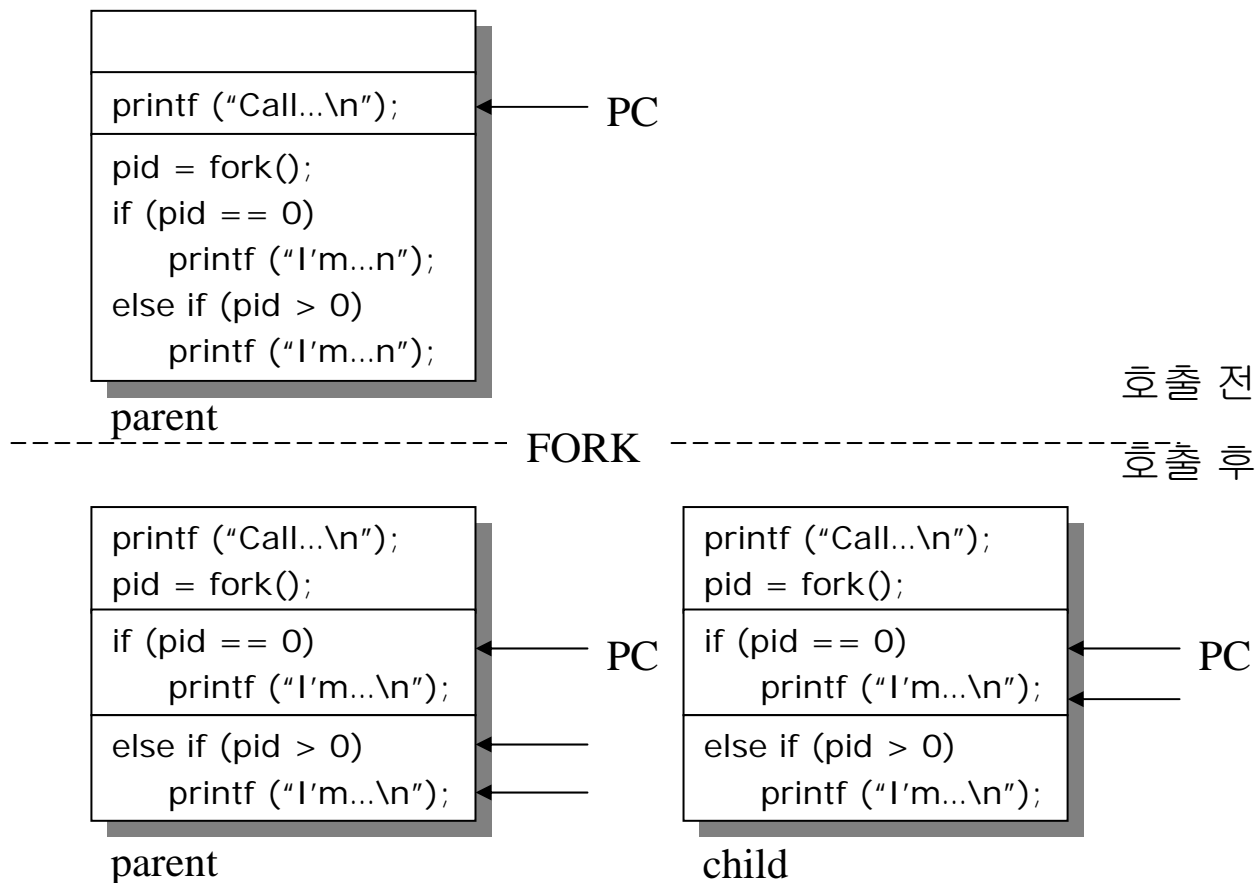 printf (“Call...\n”);
PC
pid = fork();
if (pid == 0)
printf (“I’m...n”);
else if (pid > 0)
printf (“I’m...n”);
호출 전
parent
FORK
호출 후
printf (“Call...\n”);
pid = fork();
if (pid == 0)
PC
printf (“I’m...\n”);
else if (pid > 0)
printf (“I’m...\n”);
parent
printf (“Call...\n”);
pid = fork();
if (pid == 0)
PC
printf (“I’m...\n”);
else if (pid > 0)
printf (“I’m...\n”);
child